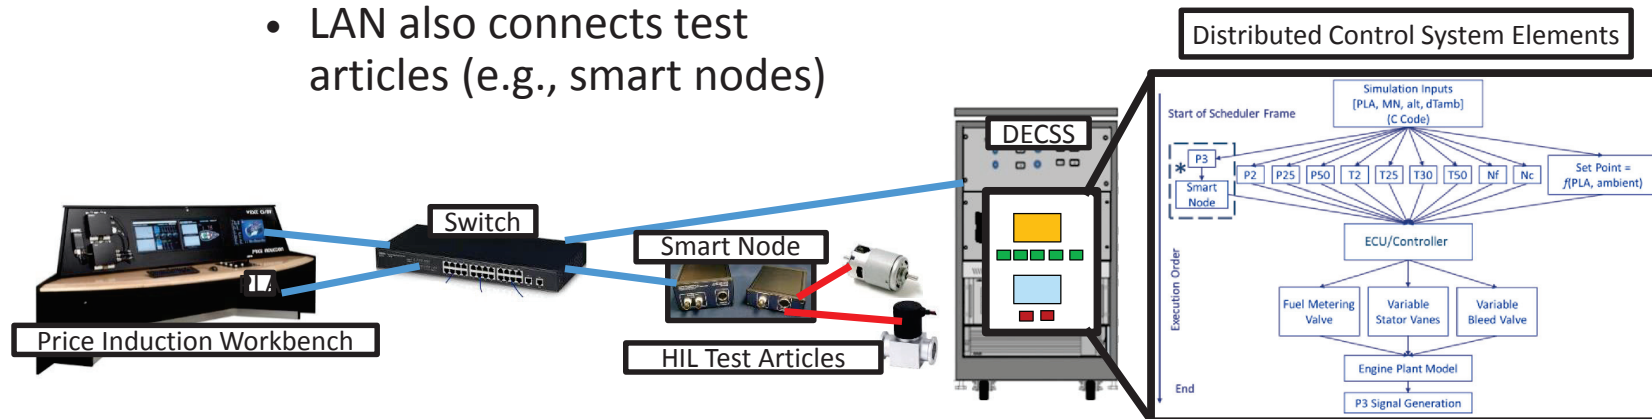 • LAN also connects test
articles (e.g., smart nodes)
Distributed Control System Elements
DECSS
Switch
Smart Node
Price Induction Workbench
HIL Test Articles
Start of Scheduler Frame
Simulation Inputs
[PLA, MN, alt, dTamb]
(C Code)
*
P3
Smart
Node
P2
P25
P50
T2
T25
T30
T50
Nf
Nc
Set Point =
f(PLA, ambient)
ECU/Controller
Execution Order
Fuel Metering
Valve
Variable
Stator Vanes
Variable
Bleed Valve
Engine Plant Model
End
P3 Signal Generation